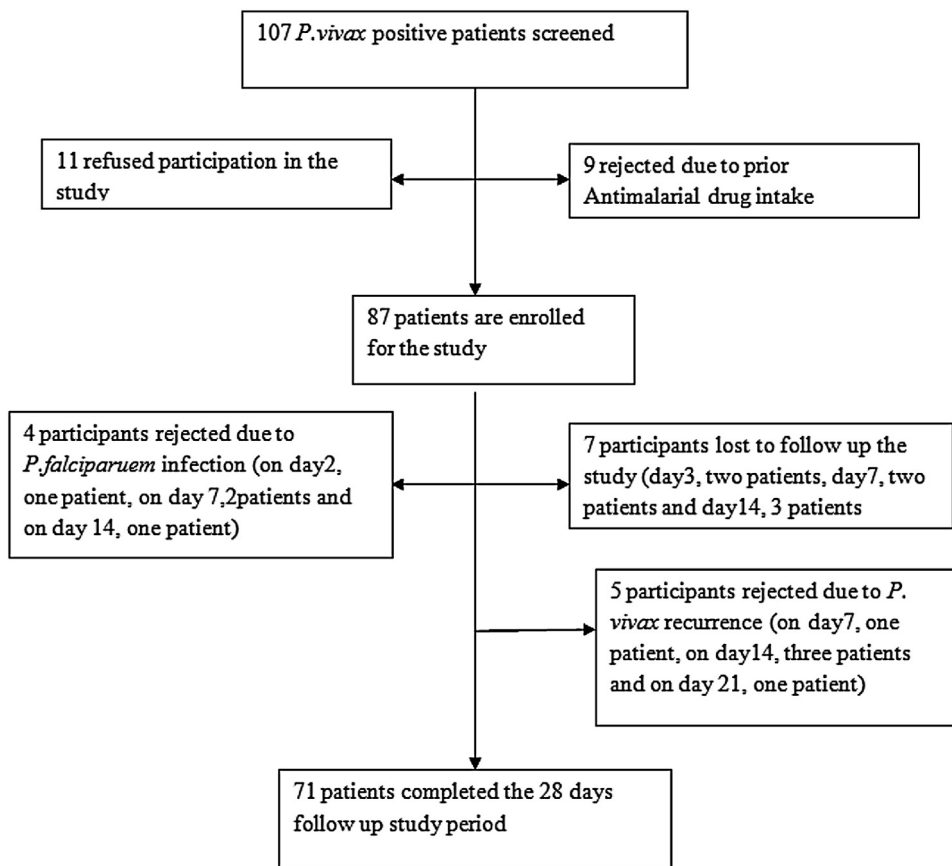 107 P.vivax positive patients screened
11 refused participation in the
study
9 rejected due to prior
Antimalarial drug intake
87 patients are enrolled
for the study
4 participants rejected due to
P.falciparuem infection (on day2,
one patient, on day 7,2patients and
on day 14, one patient)
7 participants lost to follow up the
study (day3, two patients, day7, two
patients and day14, 3 patients
5 participants rejected due to P.
vivax recurrence (on day7, one
patient, on day14, three patients
and on day 21, one patient)
71 patients completed the 28 days
follow up study period